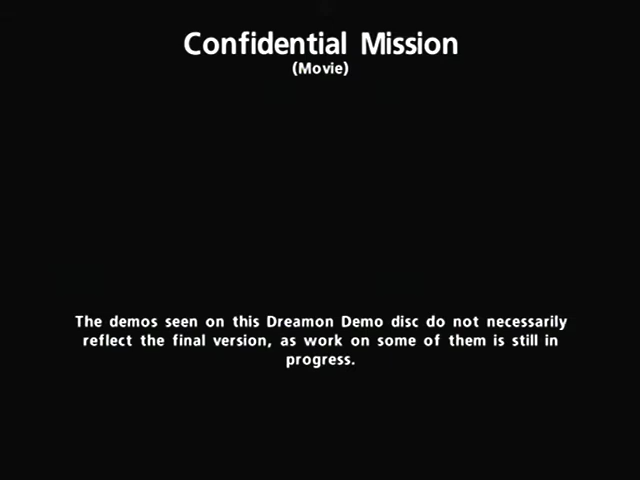 Confidential Mission
(Movie)
The demos seen on this Dreamon Demo disc do not necessarily
reflect the final version, as work on some of them is still in
progress.